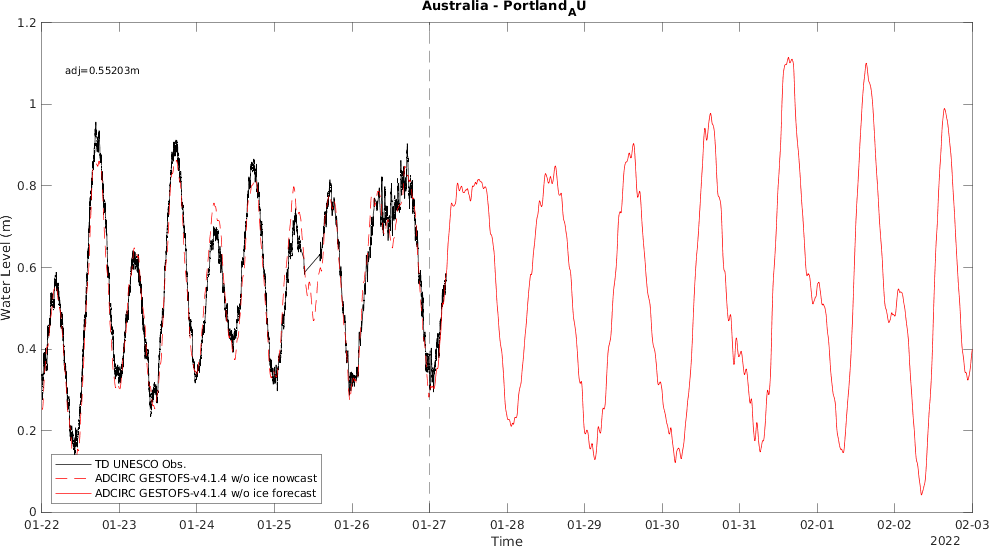 Australia - Portland_AU
1.2
adj=0.55203m
1
0.8
0.6
0.4
0.2
0
Water Level (m)
TD UNESCO Obs.
ADCIRC GESTOFS-v4.1.4 w/o ice nowcast
ADCIRC GESTOFS-v4.1.4 w/o ice forecast
01-22 01-23 01-24 01-25 01-26 01-27 01-28 01-29 01-30 01-31 02-01 02-02 02-03
Time
2022